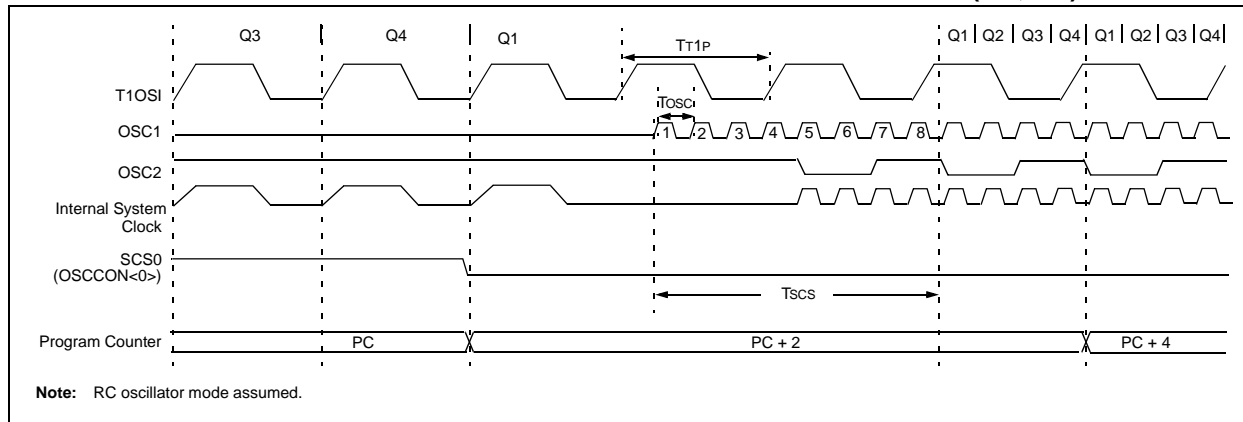 Q3 Q4 Q1 Q1 Q2 Q3 Q4 Q1 Q2 Q3 Q4
TT1P
T1OSI
TOSC
OSC1 1 2 3 4 5 6 7 8
OSC2
Internal System
Clock
SCS0
(OSCCON<0>)
TSCS
Program Counter PC PC + 2 PC + 4
Note: RC oscillator mode assumed.